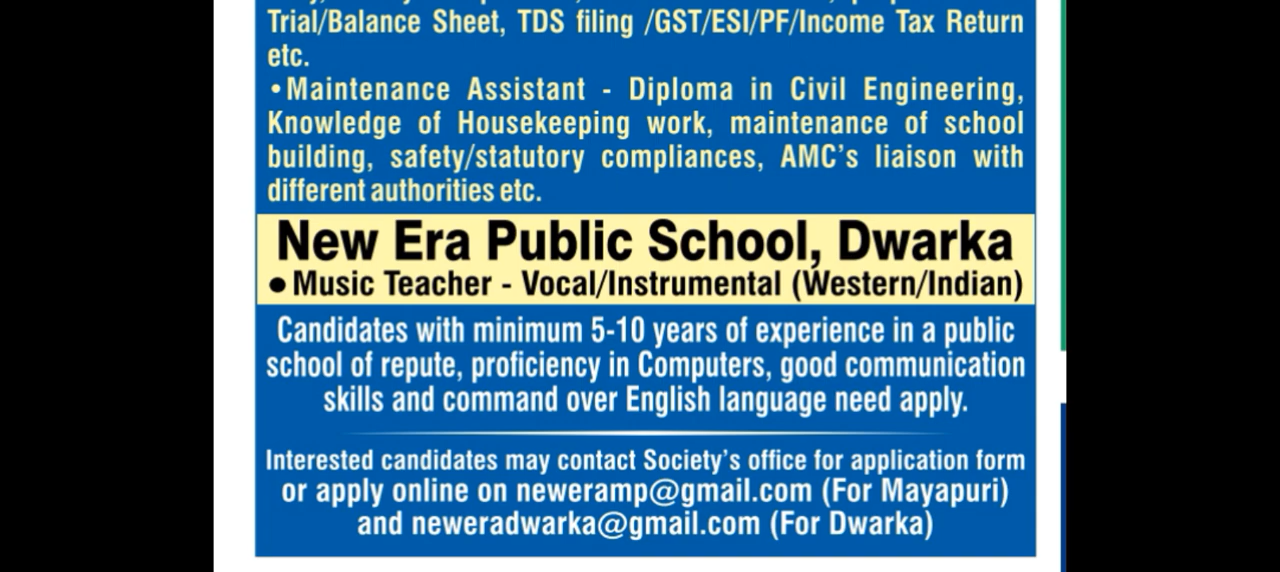 Trial/Balance Sheet, TDS filing /GST/ESI/PF/Income Tax Return
etc.
•Maintenance Assistant - Diploma in Civil Engineering,
Knowledge of Housekeeping work, maintenance of school
building, safety/statutory compliances, AMC's liaison with
different authorities etc.
New Era Public School, Dwarka
● Music Teacher - Vocal/Instrumental (Western/Indian)
Candidates with minimum 5-10 years of experience in a public
school of repute, proficiency in Computers, good communication
skills and command over English language need apply.
Interested candidates may contact Society's office for application form
or apply online on neweramp@gmail.com (For Mayapuri)
and neweradwarka@gmail.com (For Dwarka)